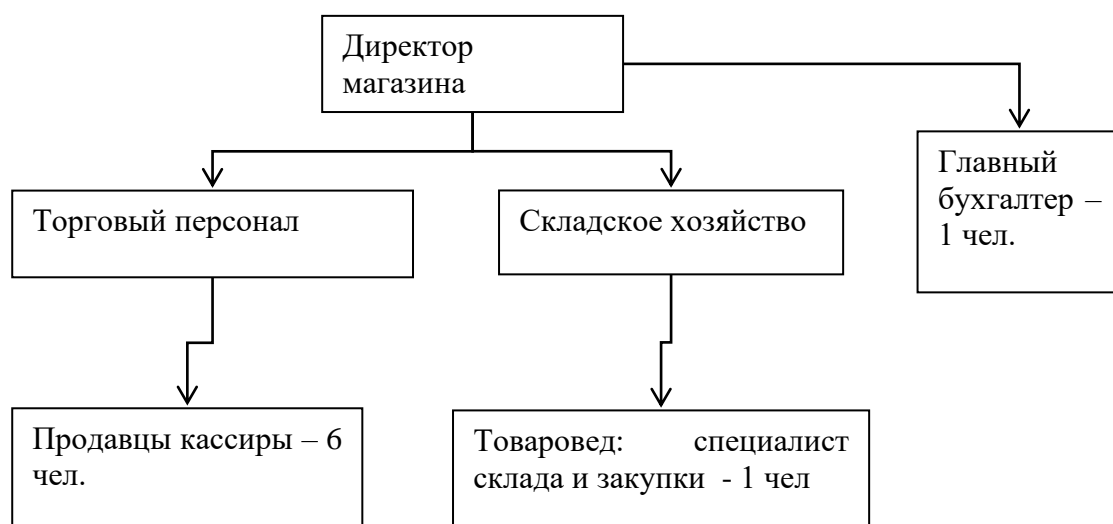 Директор
магазина
Главный
бухгалтер –
1 чел.
Торговый персонал
Складское хозяйство
Продавцы кассиры – 6
чел.
Товаровед: специалист
склада и закупки - 1 чел